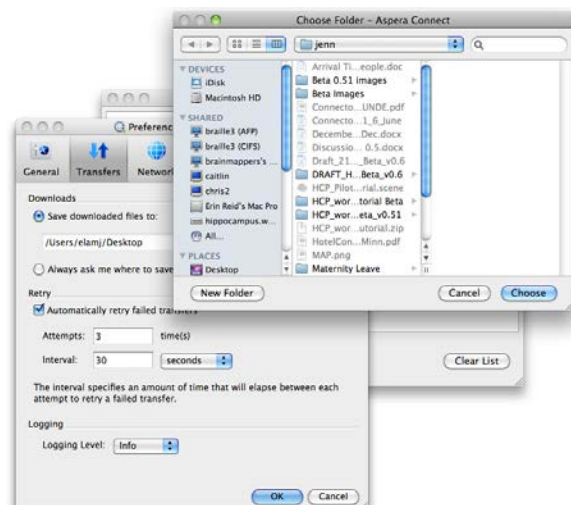 Choose Folder - Aspera Connect
jenn
DEVICES
iDisk
Macintosh HD
SHARED
braille3 (AFP)
braille3 (CIFS)
brainmappers's ...
caitlin
chris2
Erin Reid's Mac Pro
hippocampus.w...
All...
PLACES
Desktop
Arrival Ti...eople.doc
Beta 0.51 images
Beta Images
Connecto...UNDE.pdf
Connecto...1_6_June
Decembe...Dec.docx
Discussio... 0.5.docx
Draft_21..._Beta_v0.6
DRAFT_H...Beta_v0.6
HCP_Pilot...rial.scene
HCP_wor...torial Beta
HCP_wor...eta_v0.51
HCP_wor...utorial.zip
HotelCon...Minn.pdf
MAP.png
Maternity Leave
New Folder
Cancel
Choose
Preferenc
General
Transfers
Network
Downloads
Save downloaded files to:
/Users/elamj/Desktop
Always ask me where to save
Retry
Automatically retry failed transfers
Attempts: 3 time(s)
Interval: 30 seconds
The interval specifies an amount of time that will elapse between each
attempt to retry a failed transfer.
Logging
Logging Level: Info
OK
Cancel
Clear List